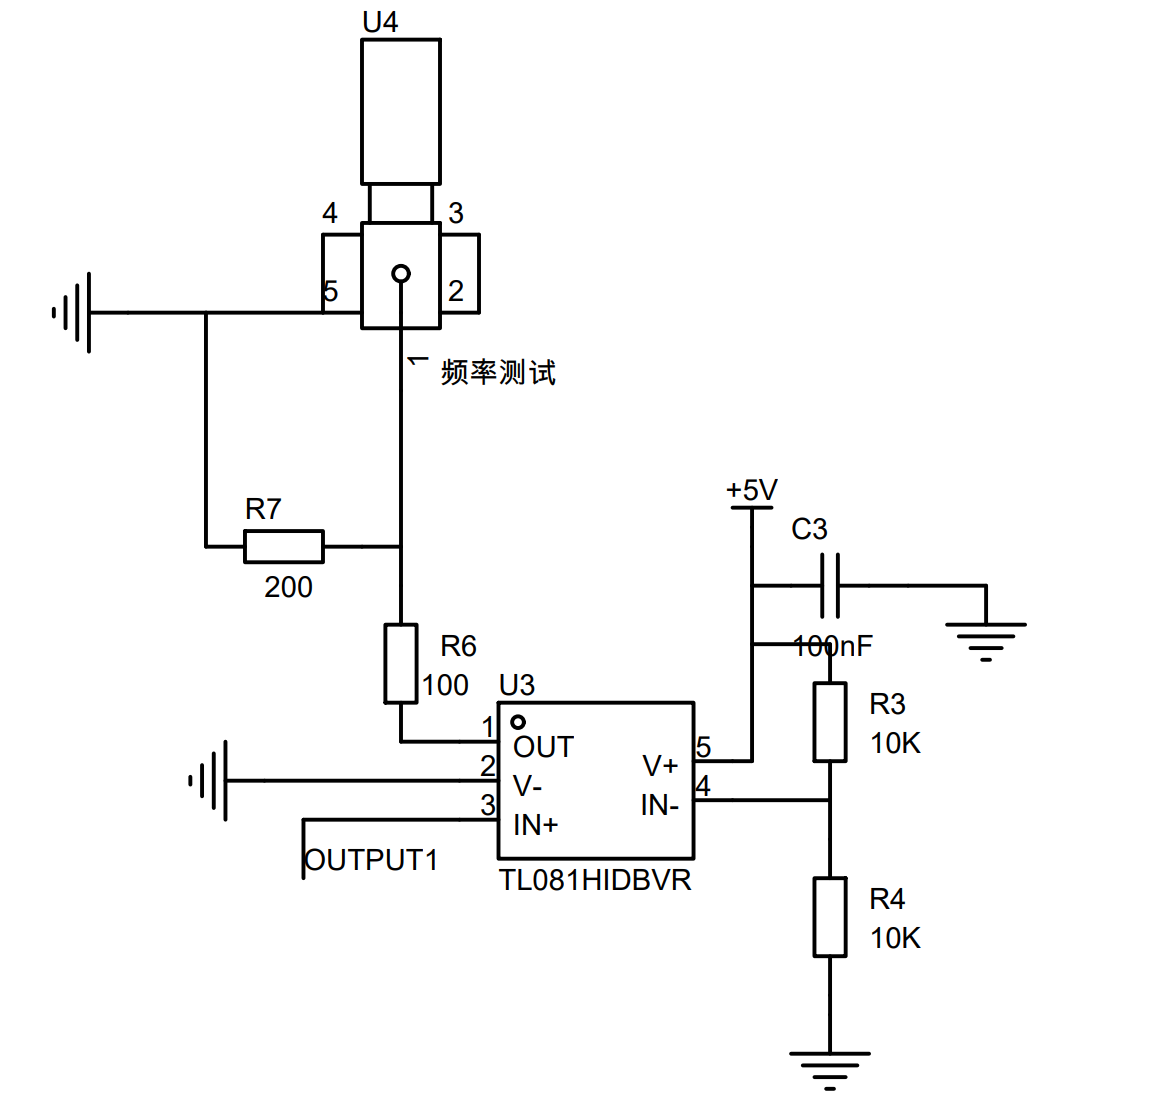 U4
4
3
5
2
1
频率测试
R7
200
+5V
C3
100nF
R6
100
U3
R3
10K
1
OUT
5
V+
2
V-
4
IN-
3
IN+
OUTPUT1
TL081HIDBVR
R4
10K